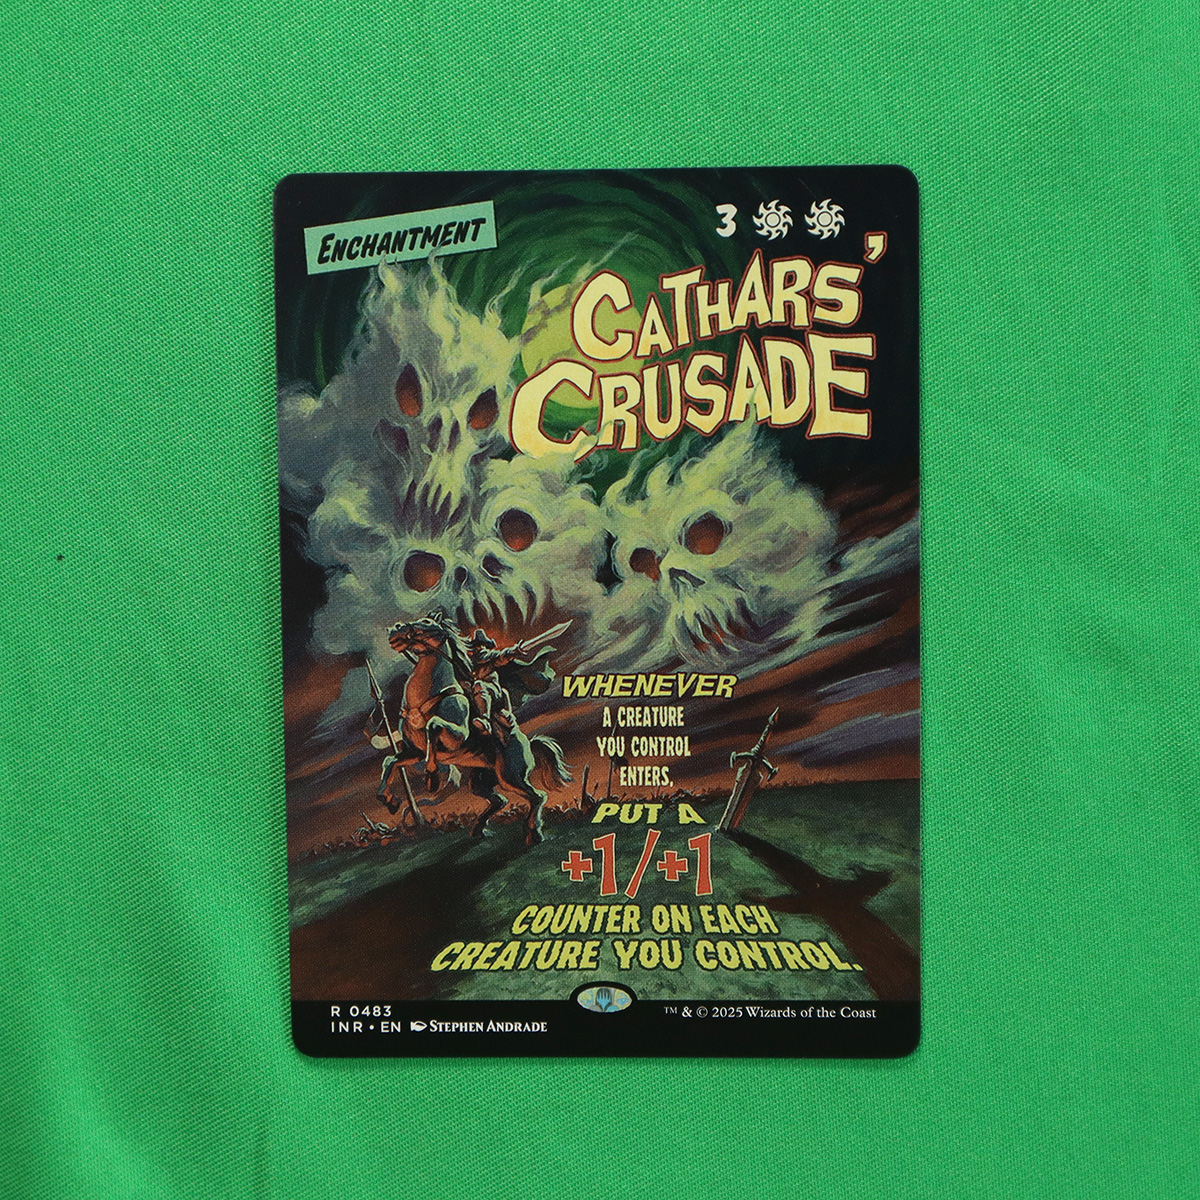 ENCHANTMENT
3
CATHARS'
CRUSADE
WHENEVER
A CREATURE
YOU CONTROL
ENTERS,
PUT A
+1/+1
COUNTER ON EACH
CREATURE YOU CONTROL.
R 0483
INR • EN STEPHEN ANDRADE
™ & © 2025 Wizards of the Coast